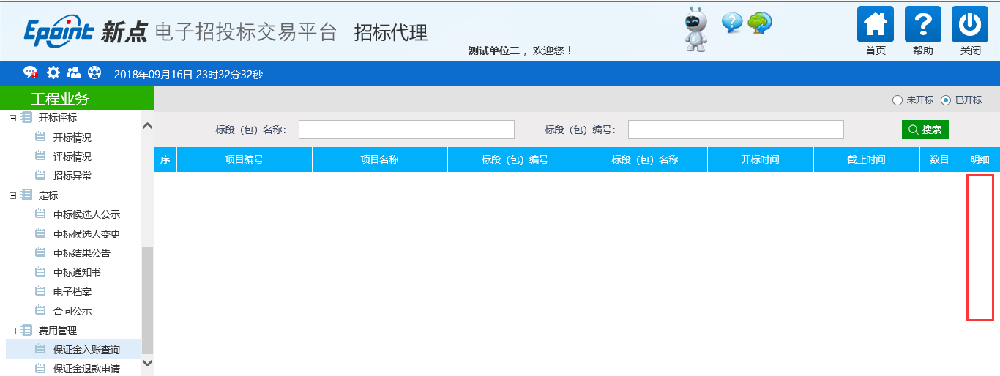 Epoint 新点 电子招投标交易平台 招标代理
测试单位二 ，欢迎您！
首页 帮助 关闭
2018年09月16日 23时32分32秒
工程业务
开标评标
开标情况
评标情况
招标异常
定标
中标候选人公示
中标候选人变更
中标结果公告
中标通知书
电子档案
合同公示
费用管理
保证金入账查询
保证金退款申请
未开标 已开标
标段（包）名称： 标段（包）编号： 搜索
序 项目编号 项目名称 标段（包）编号 标段（包）名称 开标时间 截止时间 数目 明细